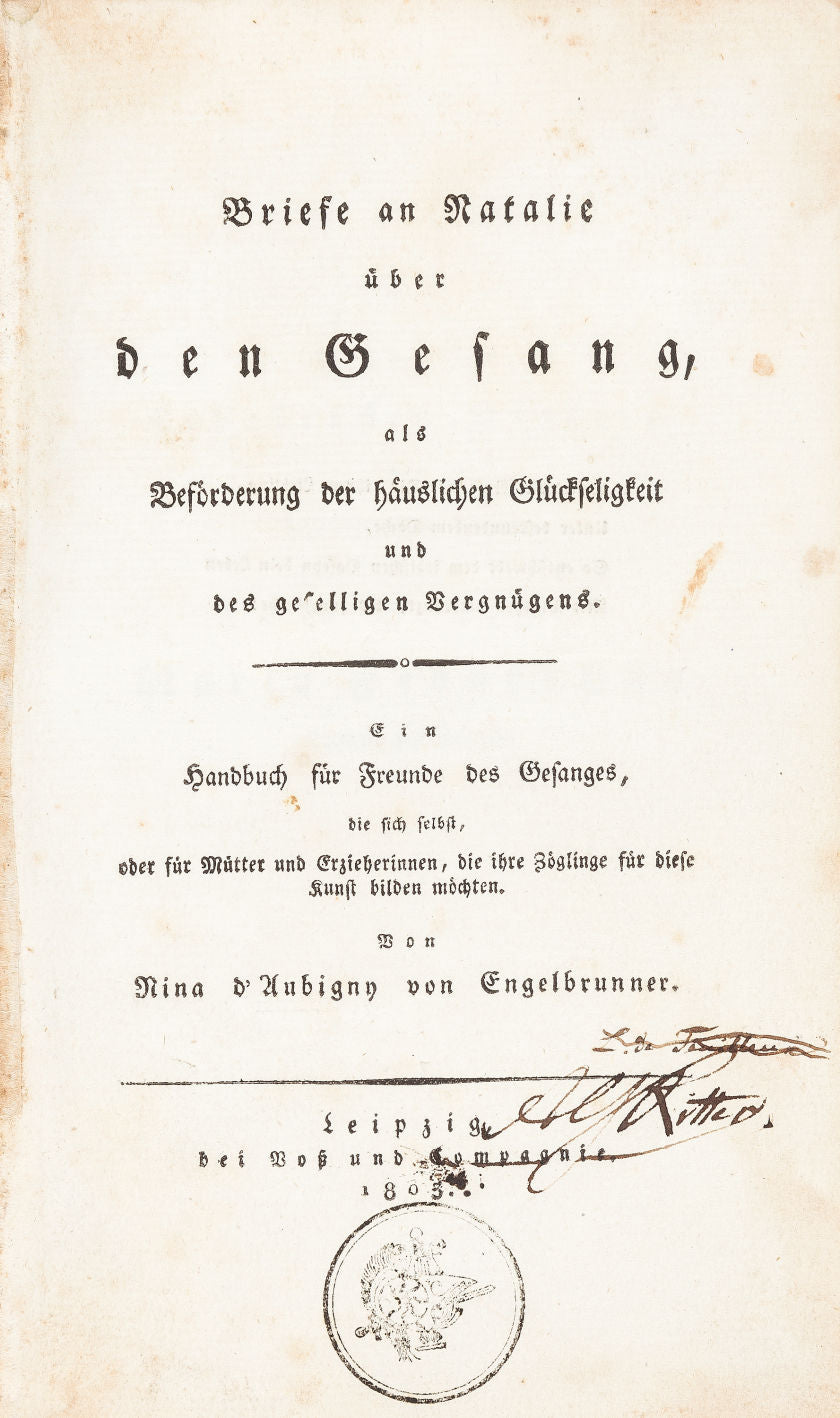 Briefe an Natalie
über
den Geſang,
als
Beförderung der häuslichen Glückſeligkeit
und
des geſelligen Vergnügens.
Ein
Handbuch für Freunde des Geſanges,
die ſich ſelbſt,
oder für Mütter und Erzieherinnen, die ihre Zöglinge für dieſe
Kunſt bilden möchten.
Von
Nina d'Aubigny von Engelbrunner.
Ritter.
Leipzig,
bei Voß und Compagnie.
1803.